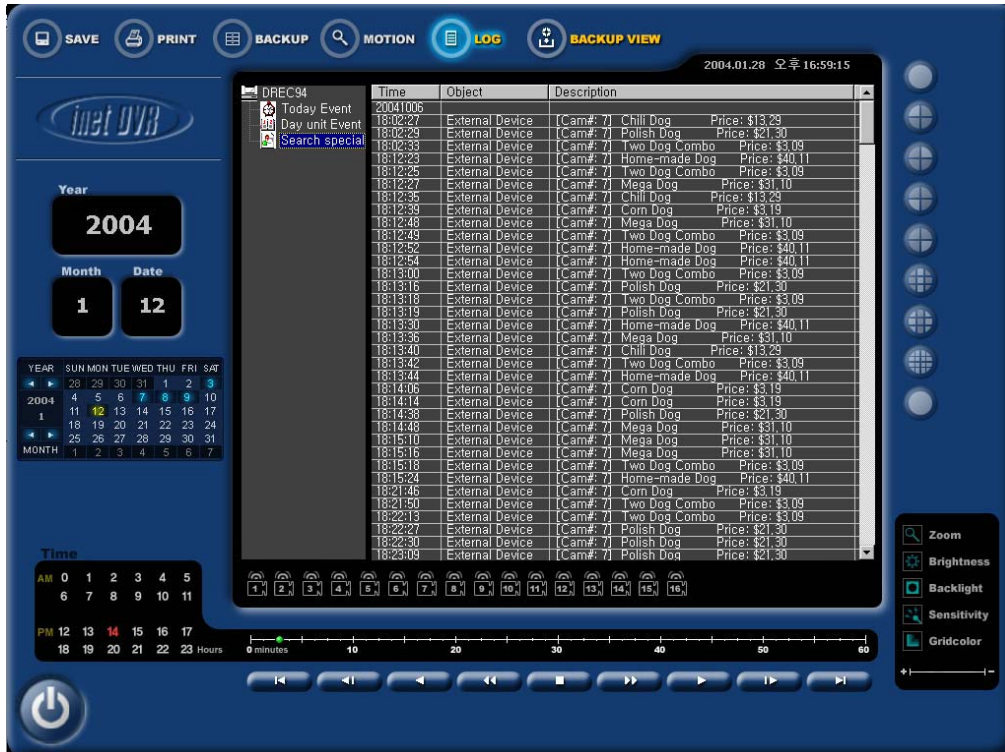 SAVE PRINT BACKUP MOTION LOG BACKUP VIEW
2004.01.28 오후 16:59:15
inet DVR
Year
2004
Month Date
1 12
YEAR SUN MON TUE WED THU FRI SAT
28 29 30 31 1 2 3
2004 4 5 6 7 8 9 10
1 11 12 13 14 15 16 17
18 19 20 21 22 23 24
25 26 27 28 29 30 31
MONTH 1 2 3 4 5 6 7
Time
AM 0 1 2 3 4 5
6 7 8 9 10 11
PM 12 13 14 15 16 17
18 19 20 21 22 23 Hours
DREC94
Today Event
Day unit Event
Search special
Time Object Description
20041006
18:02:27 External Device [Cam#: 7] Chili Dog Price: $13,29
18:02:29 External Device [Cam#: 7] Polish Dog Price: $21,30
18:02:33 External Device [Cam#: 7] Two Dog Combo Price: $3,09
18:12:23 External Device [Cam#: 7] Home-made Dog Price: $40,11
18:12:25 External Device [Cam#: 7] Two Dog Combo Price: $3,09
18:12:27 External Device [Cam#: 7] Mega Dog Price: $31,10
18:12:35 External Device [Cam#: 7] Chili Dog Price: $13,29
18:12:39 External Device [Cam#: 7] Corn Dog Price: $3,19
18:12:48 External Device [Cam#: 7] Mega Dog Price: $31,10
18:12:49 External Device [Cam#: 7] Two Dog Combo Price: $3,09
18:12:52 External Device [Cam#: 7] Home-made Dog Price: $40,11
18:12:54 External Device [Cam#: 7] Home-made Dog Price: $40,11
18:13:00 External Device [Cam#: 7] Two Dog Combo Price: $3,09
18:13:16 External Device [Cam#: 7] Polish Dog Price: $21,30
18:13:18 External Device [Cam#: 7] Two Dog Combo Price: $3,09
18:13:19 External Device [Cam#: 7] Polish Dog Price: $21,30
18:13:30 External Device [Cam#: 7] Home-made Dog Price: $40,11
18:13:36 External Device [Cam#: 7] Mega Dog Price: $31,10
18:13:40 External Device [Cam#: 7] Chili Dog Price: $13,29
18:13:42 External Device [Cam#: 7] Two Dog Combo Price: $3,09
18:13:44 External Device [Cam#: 7] Home-made Dog Price: $40,11
18:14:06 External Device [Cam#: 7] Corn Dog Price: $3,19
18:14:14 External Device [Cam#: 7] Corn Dog Price: $3,19
18:14:38 External Device [Cam#: 7] Polish Dog Price: $21,30
18:14:48 External Device [Cam#: 7] Mega Dog Price: $31,10
18:15:10 External Device [Cam#: 7] Mega Dog Price: $31,10
18:15:16 External Device [Cam#: 7] Mega Dog Price: $31,10
18:15:18 External Device [Cam#: 7] Two Dog Combo Price: $3,09
18:15:24 External Device [Cam#: 7] Home-made Dog Price: $40,11
18:21:46 External Device [Cam#: 7] Corn Dog Price: $3,19
18:21:50 External Device [Cam#: 7] Two Dog Combo Price: $3,09
18:22:13 External Device [Cam#: 7] Two Dog Combo Price: $3,09
18:22:27 External Device [Cam#: 7] Polish Dog Price: $21,30
18:22:30 External Device [Cam#: 7] Polish Dog Price: $21,30
18:23:09 External Device [Cam#: 7] Polish Dog Price: $21,30
1 2 3 4 5 6 7 8 9 10 11 12 13 14 15 16
0 minutes 10 20 30 40 50 60
Zoom
Brightness
Backlight
Sensitivity
Gridcolor